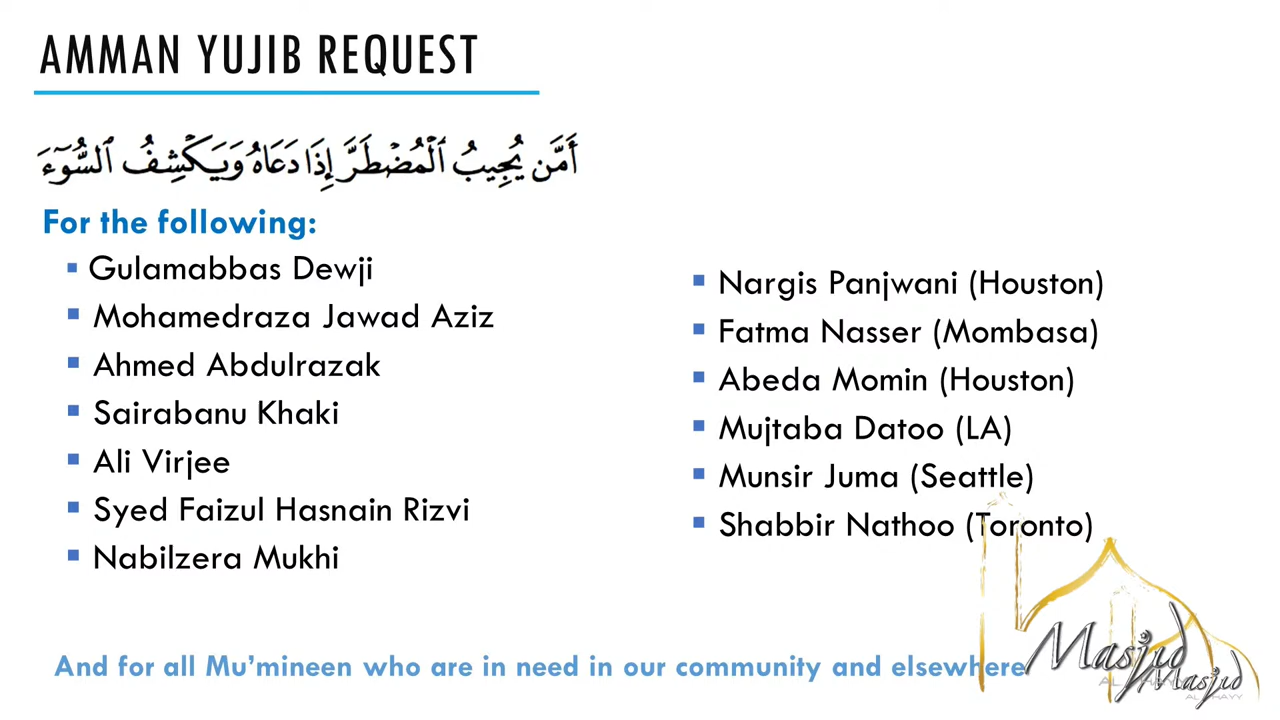 AMMAN YUJIB REQUEST
أَمَّن يُجِيبُ ٱلْمُضْطَرَّ إِذَا دَعَاهُ وَيَكْشِفُ ٱلسُّوٓءَ
For the following:
Gulamabbas Dewji
Mohamedraza Jawad Aziz
Ahmed Abdulrazak
Sairabanu Khaki
Ali Virjee
Syed Faizul Hasnain Rizvi
Nabilzera Mukhi
Nargis Panjwani (Houston)
Fatma Nasser (Mombasa)
Abeda Momin (Houston)
Mujtaba Datoo (LA)
Munsir Juma (Seattle)
Shabbir Nathoo (Toronto)
And for all Mu’mineen who are in need in our community and elsewhere
Masjid
Masjid
AL HAYY